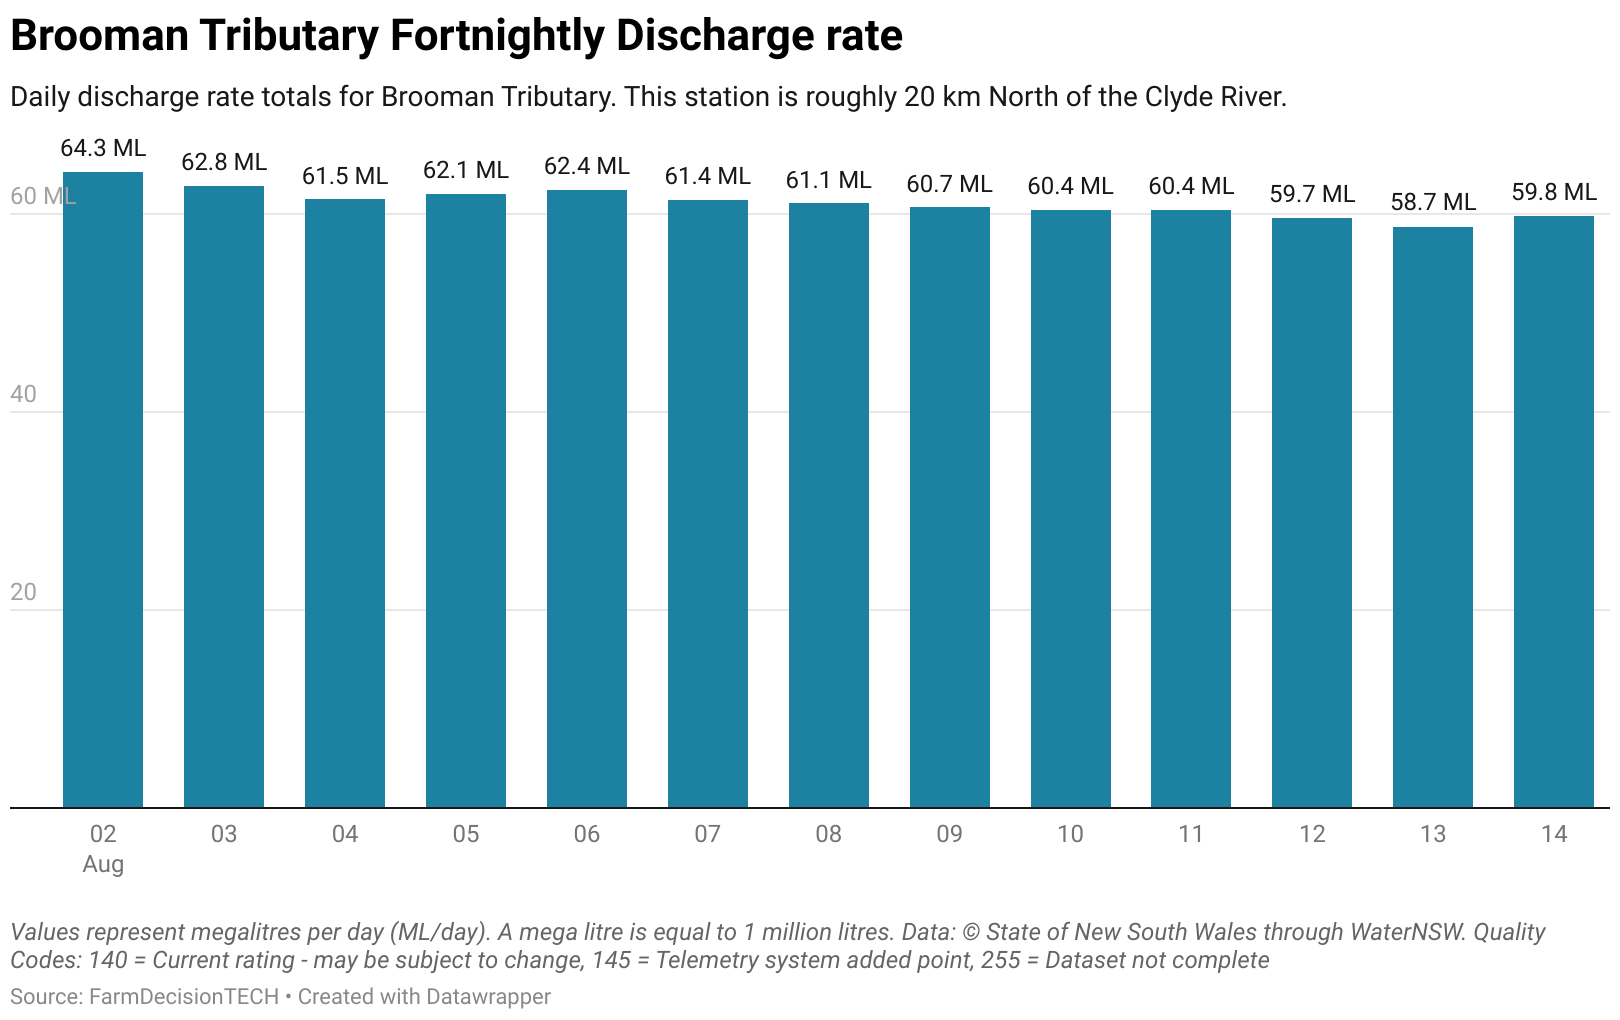 Brooman Tributary Fortnightly Discharge rate
Daily discharge rate totals for Brooman Tributary. This station is roughly 20 km North of the Clyde River.
64.3 ML 62.8 ML 61.5 ML 62.1 ML 62.4 ML 61.4 ML 61.1 ML 60.7 ML 60.4 ML 60.4 ML 59.7 ML 58.7 ML 59.8 ML
60 ML
40
20
02 03 04 05 06 07 08 09 10 11 12 13 14
Aug
Values represent megalitres per day (ML/day). A mega litre is equal to 1 million litres. Data: © State of New South Wales through WaterNSW. Quality
Codes: 140 = Current rating - may be subject to change, 145 = Telemetry system added point, 255 = Dataset not complete
Source: FarmDecisionTECH • Created with Datawrapper